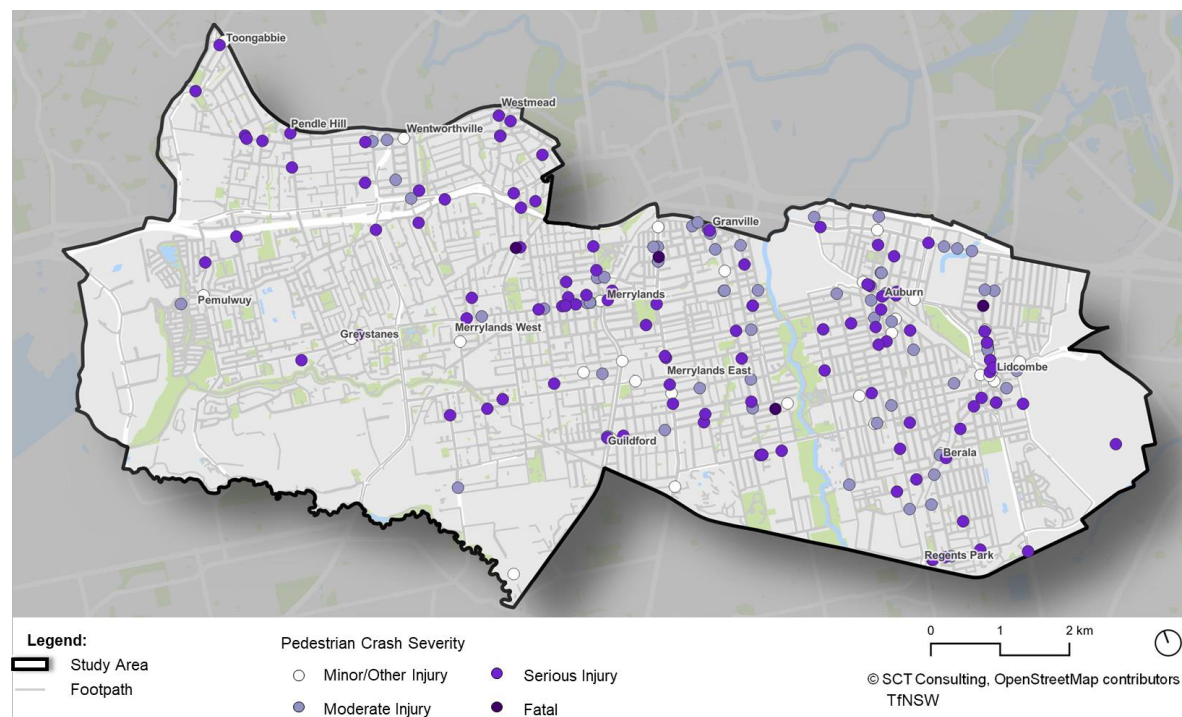 Toongabbie
Westmead
Pendle Hill
Wentworthville
Granville
Pemulwuy
Merrylands
Auburn
Greystanes
Merrylands West
Merrylands East
Lidcombe
Guildford
Berala
Regents Park
Legend:
Study Area
Footpath
Pedestrian Crash Severity
Minor/Other Injury
Serious Injury
Moderate Injury
Fatal
0 1 2 km
© SCT Consulting, OpenStreetMap contributors
TfNSW